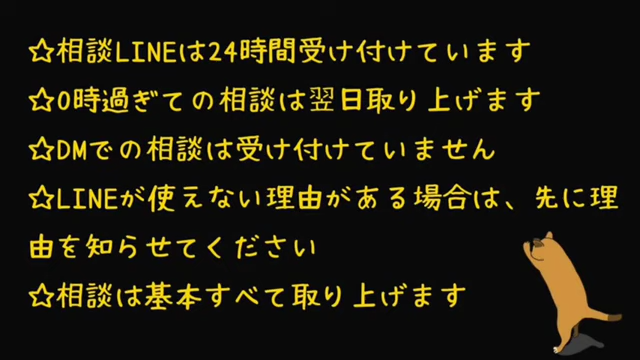 ☆相談LINEは24時間受け付けています
☆0時過ぎての相談は翌日取り上げます
☆DMでの相談は受け付けていません
☆LINEが使えない理由がある場合は、先に理
由を知らせてください
☆相談は基本すべて取り上げます